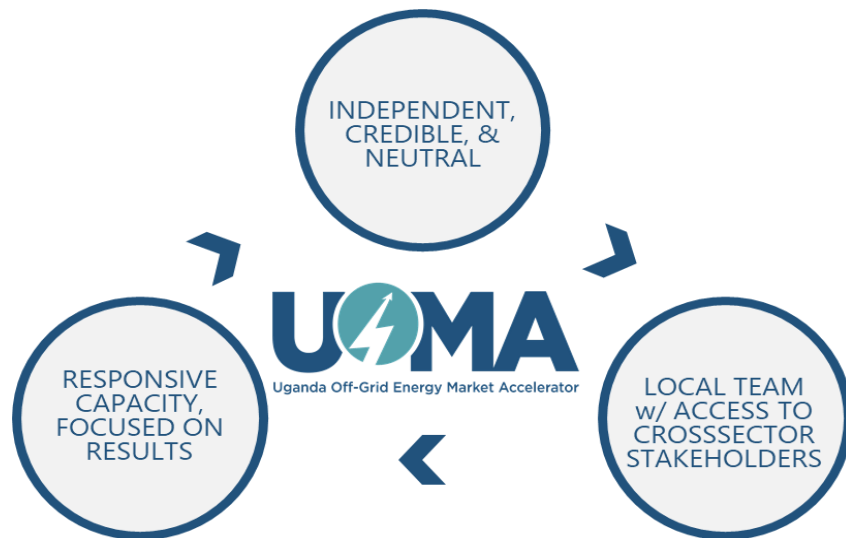 INDEPENDENT,
CREDIBLE, &
NEUTRAL
UOMA
Uganda Off-Grid Energy Market Accelerator
RESPONSIVE
CAPACITY,
FOCUSED ON
RESULTS
LOCAL TEAM
w/ ACCESS TO
CROSSSECTOR
STAKEHOLDERS